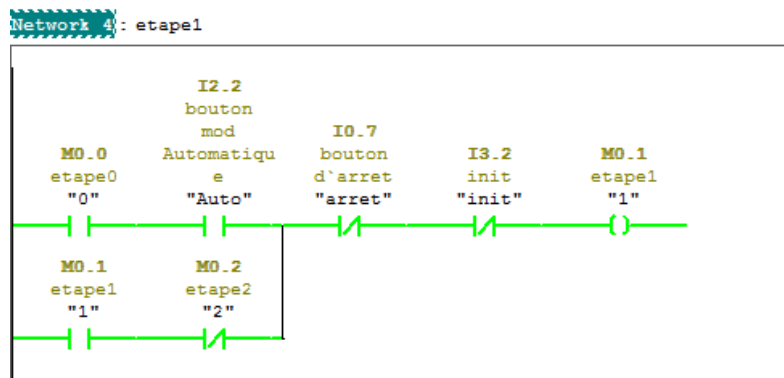 Network 4: etape1
I2.2
bouton
mod
I0.7
M0.0
Automatiqu
bouton
I3.2
M0.1
etape0
e
d`arret
init
etape1
"0"
"Auto"
"arret"
"init"
"1"
M0.1
M0.2
etape1
etape2
"1"
"2"